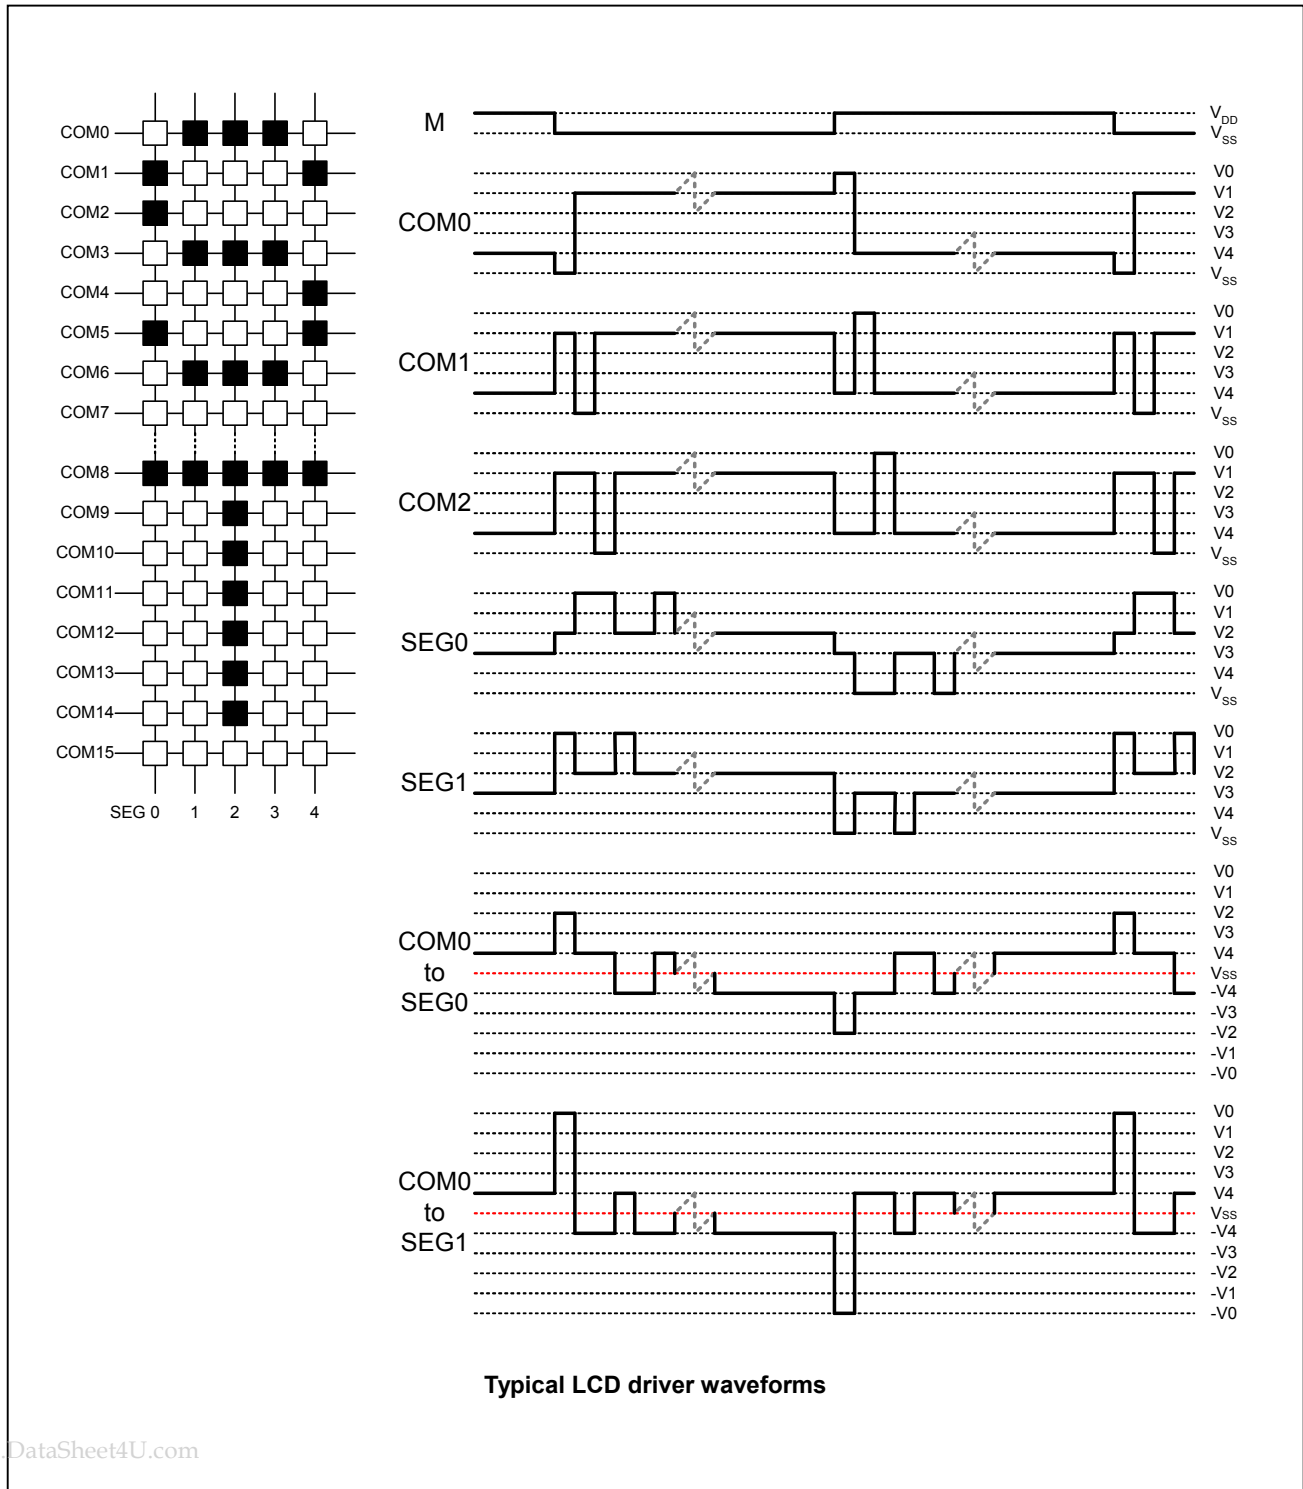 COM0
COM1
COM2
COM3
COM4
COM5
COM6
COM7
COM8
COM9
COM10
COM11
COM12
COM13
COM14
COM15
SEG 0 1 2 3 4
M
VDD
VSS
COM0
V0
V1
V2
V3
V4
VSS
COM1
V0
V1
V2
V3
V4
VSS
COM2
V0
V1
V2
V3
V4
VSS
SEG0
V0
V1
V2
V3
V4
VSS
SEG1
V0
V1
V2
V3
V4
VSS
COM0
to
SEG0
V0
V1
V2
V3
V4
Vss
-V4
-V3
-V2
-V1
-V0
COM0
to
SEG1
V0
V1
V2
V3
V4
Vss
-V4
-V3
-V2
-V1
-V0
Typical LCD driver waveforms
.DataSheet4U.com